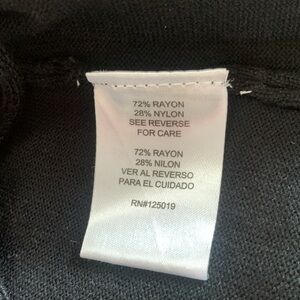 72% RAYON
28% NYLON
SEE REVERSE
FOR CARE
72% RAYON
28% NILON
VER AL REVERSO
PARA EL CUIDADO
RN#125019